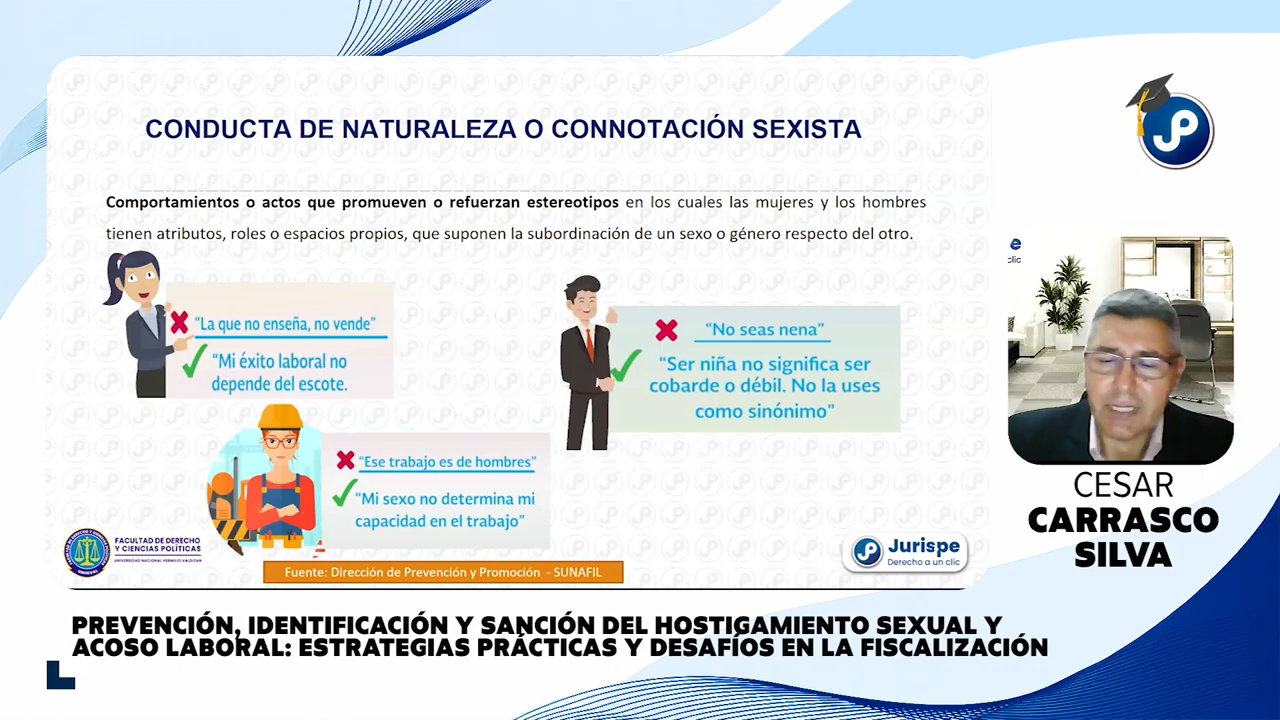 CONDUCTA DE NATURALEZA O CONNOTACIÓN SEXISTA
Comportamientos o actos que promueven o refuerzan estereotipos en los cuales las mujeres y los hombres
tienen atributos, roles o espacios propios, que suponen la subordinación de un sexo o género respecto del otro.
“La que no enseña, no vende”
“Mi éxito laboral no
depende del escote.
“No seas nena”
“Ser niña no significa ser
cobarde o débil. No la uses
como sinónimo”
“Ese trabajo es de hombres”
“Mi sexo no determina mi
capacidad en el trabajo”
FACULTAD DE DERECHO
Y CIENCIAS POLÍTICAS
UNIVERSIDAD NACIONAL HERMILIO VALDIZAN
Fuente: Dirección de Prevención y Promoción - SUNAFIL
JP
Jurispe
Derecho a un clic
JP
e
clic
CESAR
CARRASCO
SILVA
PREVENCIÓN, IDENTIFICACIÓN Y SANCIÓN DEL HOSTIGAMIENTO SEXUAL Y
ACOSO LABORAL: ESTRATEGIAS PRÁCTICAS Y DESAFÍOS EN LA FISCALIZACIÓN